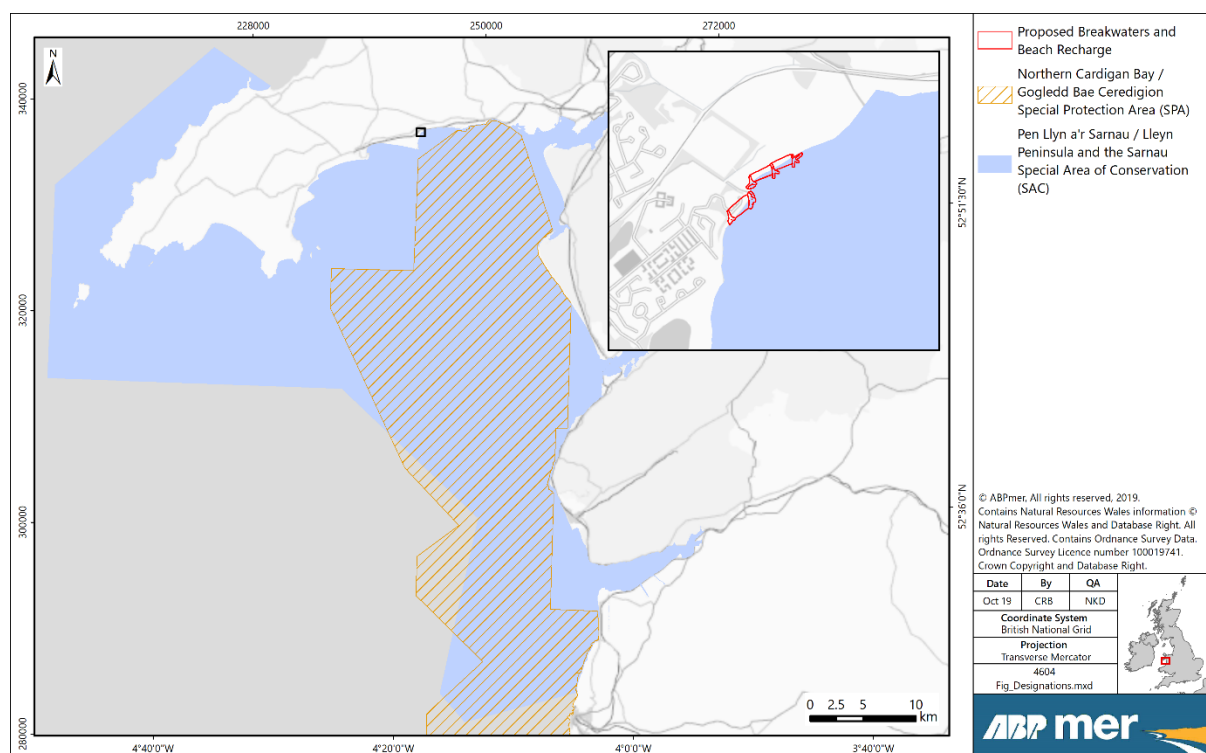 228000
250000
272000
N
340000
320000
300000
280000
52°51'30"N
52°36'0"N
4°40'0"W
4°20'0"W
4°0'0"W
3°40'0"W
0 2.5 5 10
km
Proposed Breakwaters and
Beach Recharge
Northern Cardigan Bay /
Gogledd Bae Ceredigion
Special Protection Area (SPA)
Pen Llyn a'r Sarnau / Lleyn
Peninsula and the Sarnau
Special Area of Conservation
(SAC)
© ABPmer, All rights reserved, 2019.
Contains Natural Resources Wales information ©
Natural Resources Wales and Database Right. All
rights Reserved. Contains Ordnance Survey Data.
Ordnance Survey Licence number 100019741.
Crown Copyright and Database Right.
Date By QA
Oct 19 CRB NKD
Coordinate System
British National Grid
Projection
Transverse Mercator
4604
Fig_Designations.mxd
ABPmer